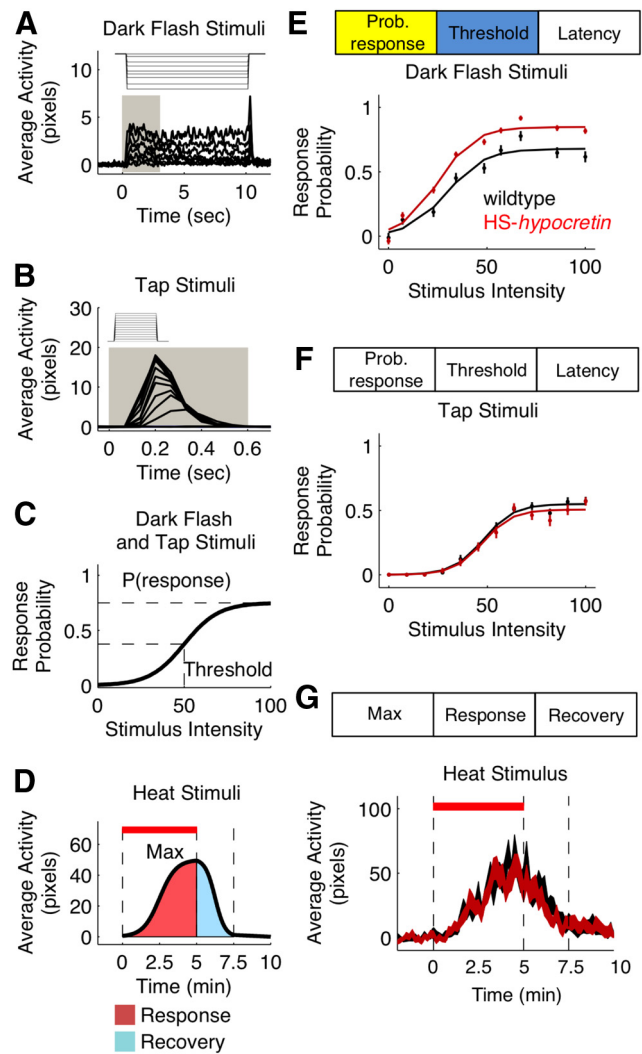 A
Dark Flash Stimuli
Average Activity
(pixels)
10
5
0
0
5
10
Time (sec)
B
Tap Stimuli
Average Activity
(pixels)
30
20
10
0
0
0.2
0.4
0.6
Time (sec)
C
Dark Flash
and Tap Stimuli
Response
Probability
1
0.5
0
P(response)
Threshold
0
50
100
Stimulus Intensity
D
Heat Stimuli
Average Activity
(pixels)
60
40
20
0
Max
0
2.5
5
7.5
10
Time (min)
Response
Recovery
E
Prob.
response
Threshold
Latency
Dark Flash Stimuli
Response
Probability
1
0.5
0
wildtype
HS-hypocretin
0
50
100
Stimulus Intensity
F
Prob.
response
Threshold
Latency
Tap Stimuli
Response
Probability
1
0.5
0
0
50
100
Stimulus Intensity
G
Max
Response
Recovery
Heat Stimulus
Average Activity
(pixels)
100
50
0
0
2.5
5
7.5
10
Time (min)